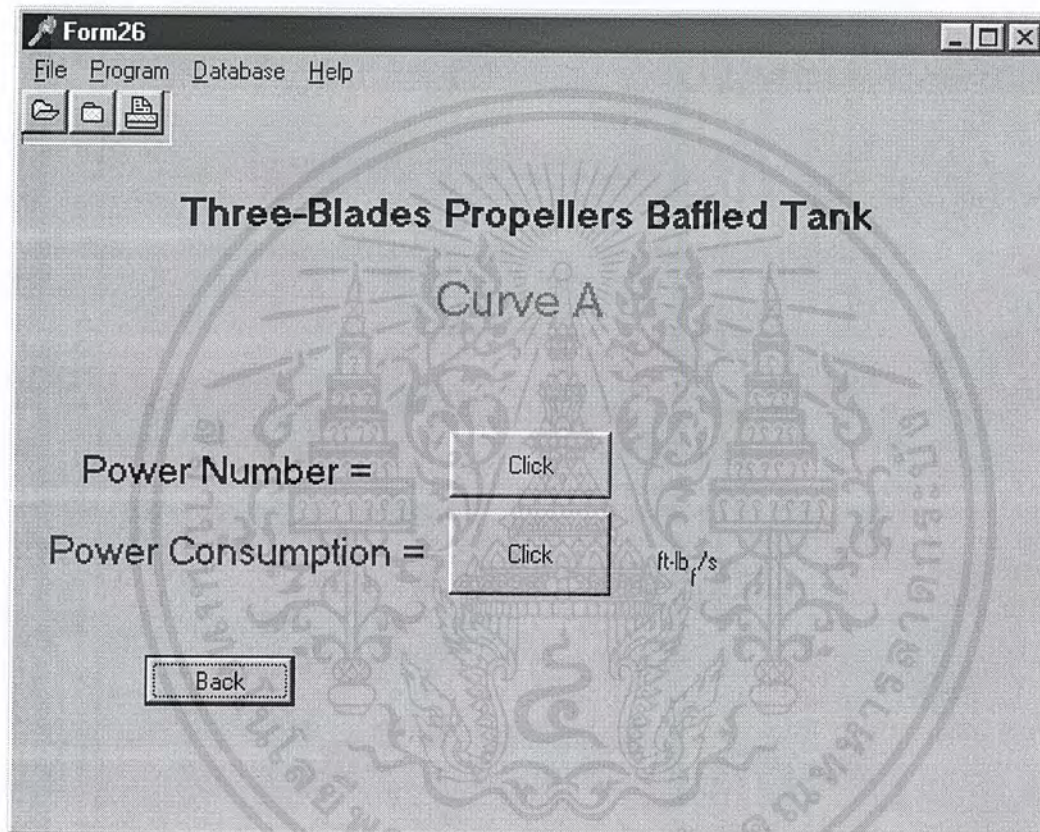 Form26
File Program Database Help
Three-Blades Propellers Baffled Tank
Curve A
Power Number = Click
Power Consumption = Click ft-lbf/s
Back